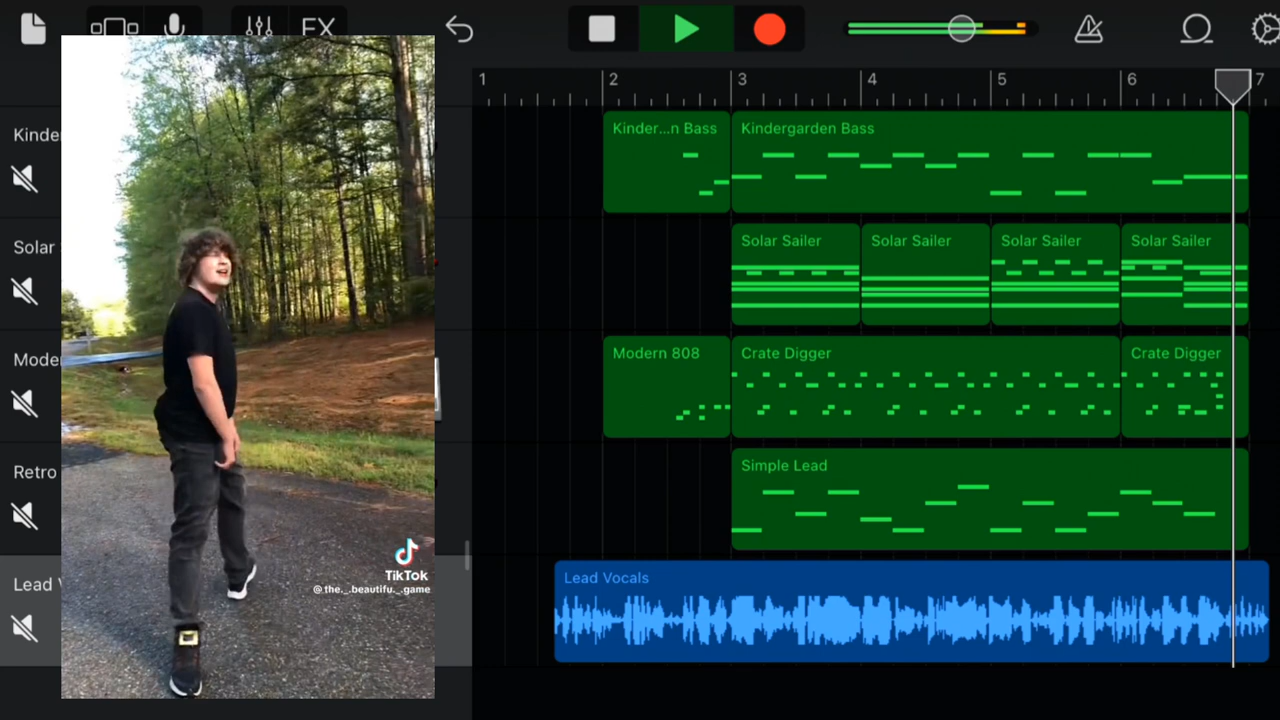 FX
1 2 3 4 5 6 7
Kinde
Kinder...n Bass
Kindergarden Bass
Solar
Solar Sailer
Solar Sailer
Solar Sailer
Solar Sailer
Mode
Modern 808
Crate Digger
Crate Digger
Retro
Simple Lead
Lead V
Lead Vocals
TikTok
@the._.beautifu._.game